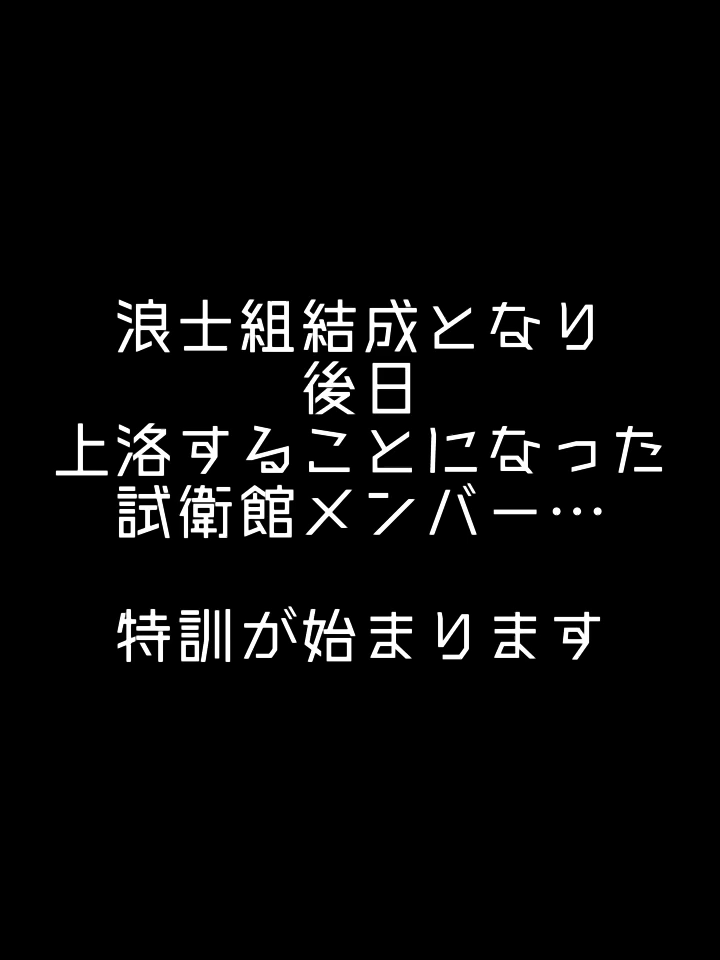 浪士組結成となり
後日
上洛することになった
試衛館メンバー…
特訓が始まります